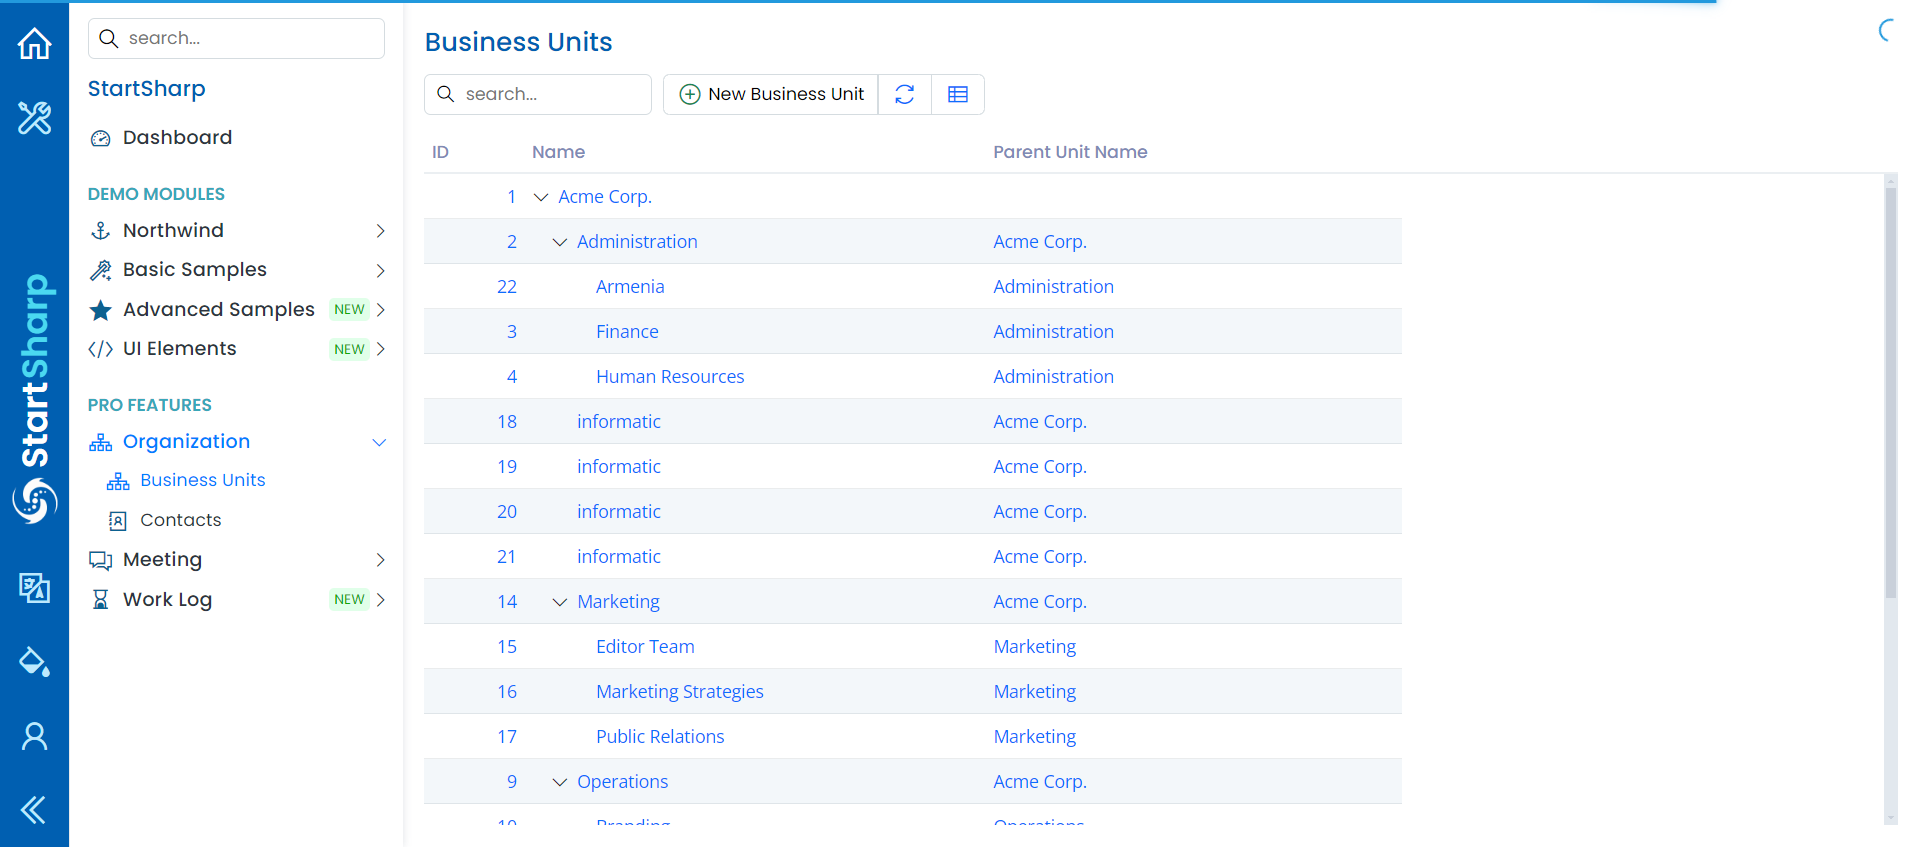 StartSharp
search...
StartSharp
Dashboard
DEMO MODULES
Northwind
Basic Samples
Advanced Samples NEW
UI Elements NEW
PRO FEATURES
Organization
Business Units
Contacts
Meeting
Work Log NEW
Business Units
search...
New Business Unit
ID Name Parent Unit Name
1 Acme Corp.
2 Administration Acme Corp.
22 Armenia Administration
3 Finance Administration
4 Human Resources Administration
18 informatic Acme Corp.
19 informatic Acme Corp.
20 informatic Acme Corp.
21 informatic Acme Corp.
14 Marketing Acme Corp.
15 Editor Team Marketing
16 Marketing Strategies Marketing
17 Public Relations Marketing
9 Operations Acme Corp.
10 Branding Operations